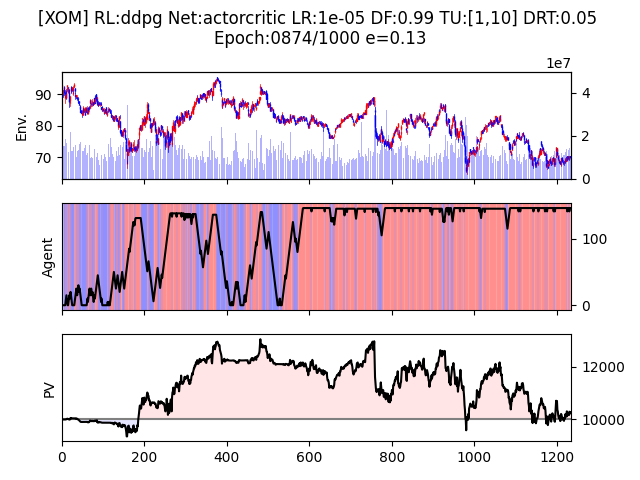 [XOM] RL:ddpg Net:actorcritic LR:1e-05 DF:0.99 TU:[1,10] DRT:0.05
Epoch:0874/1000 e=0.13
1e7
Env.
90
80
70
4
2
0
Agent
100
0
PV
12000
10000
0
200
400
600
800
1000
1200